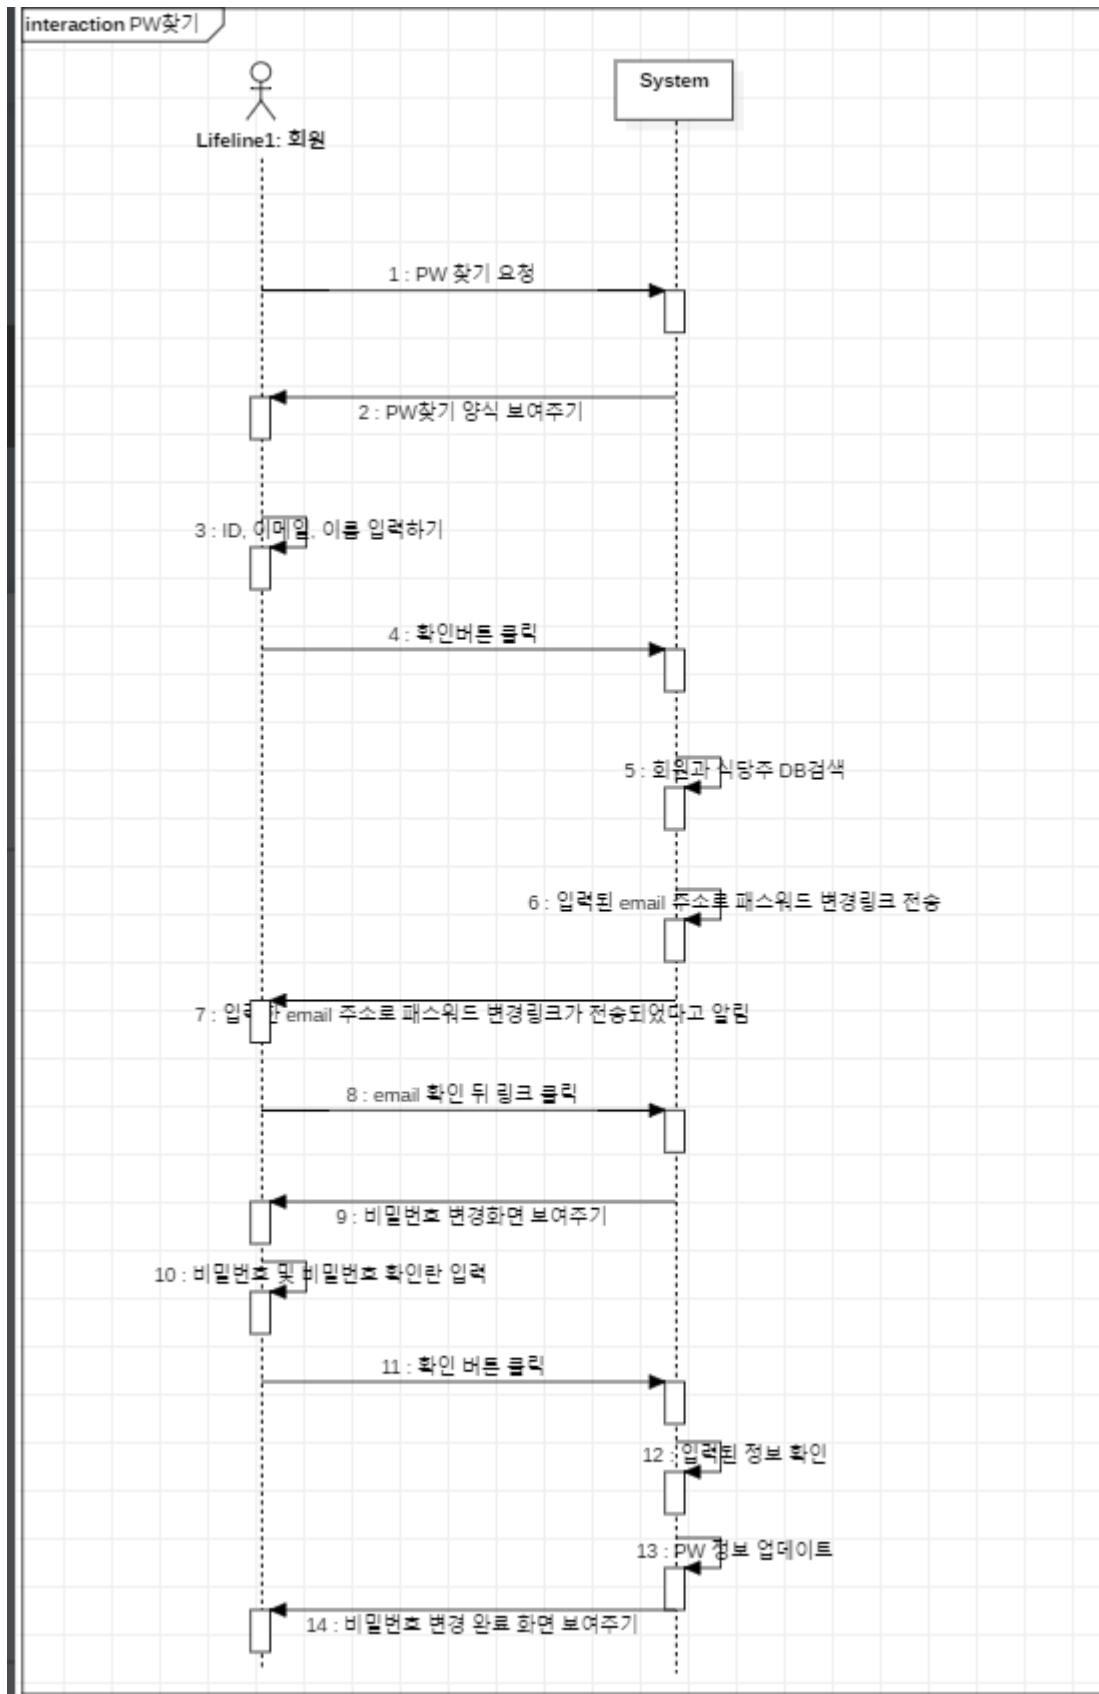 interaction PW찾기
System
Lifeline1: 회원
1 : PW 찾기 요청
2 : PW찾기 양식 보여주기
3 : ID, 이메일, 이름 입력하기
4 : 확인버튼 클릭
5 : 회원과 식당주 DB검색
6 : 입력된 email 주소로 패스워드 변경링크 전송
7 : 입력한 email 주소로 패스워드 변경링크가 전송되었다고 알림
8 : email 확인 뒤 링크 클릭
9 : 비밀번호 변경화면 보여주기
10 : 비밀번호 및 비밀번호 확인란 입력
11 : 확인 버튼 클릭
12 : 입력된 정보 확인
13 : PW 정보 업데이트
14 : 비밀번호 변경 완료 화면 보여주기